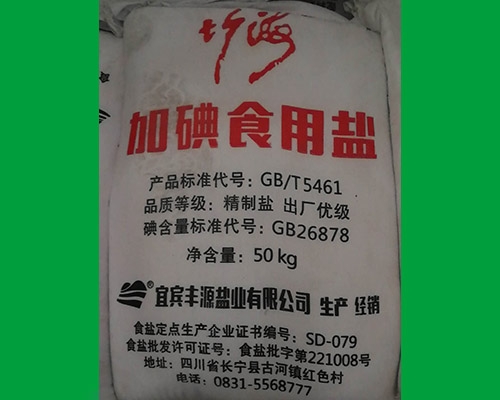 竹海
加碘食用盐
产品标准代号：GB/T5461
品质等级：精制盐 出厂优级
碘含量标准代号：GB26878
净含量：50kg
宜宾丰源盐业有限公司 生产 经销
食盐定点生产企业证书编号：SD-079
食盐批发许可证号：食盐批字第221008号
地址：四川省长宁县古河镇红色村
电话：0831-5568777